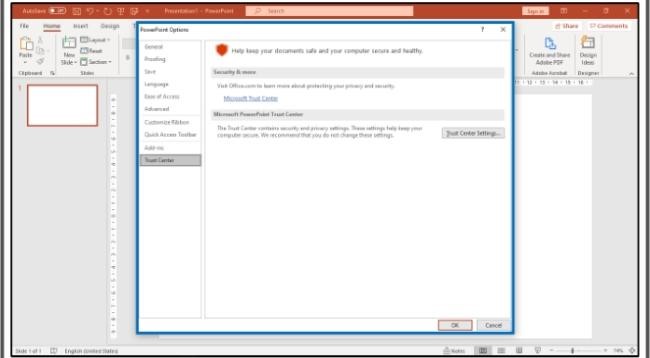 AutoSave Off Presentation1 - PowerPoint Search Sign in
File Home Insert Design Share Comments
Paste
New Slide
Layout
Reset
Section
Create and Share Adobe PDF
Design Ideas
Clipboard Slides Adobe Acrobat Designer
1
PowerPoint Options
General
Proofing
Save
Language
Ease of Access
Advanced
Customize Ribbon
Quick Access Toolbar
Add-ins
Trust Center
Help keep your documents safe and your computer secure and healthy.
Security & more
Visit Office.com to learn more about protecting your privacy and security.
Microsoft Trust Center
Microsoft PowerPoint Trust Center
The Trust Center contains security and privacy settings. These settings help keep your
computer secure. We recommend that you do not change these settings.
Trust Center Settings...
OK Cancel
Slide 1 of 1 English (United States) Notes 74%